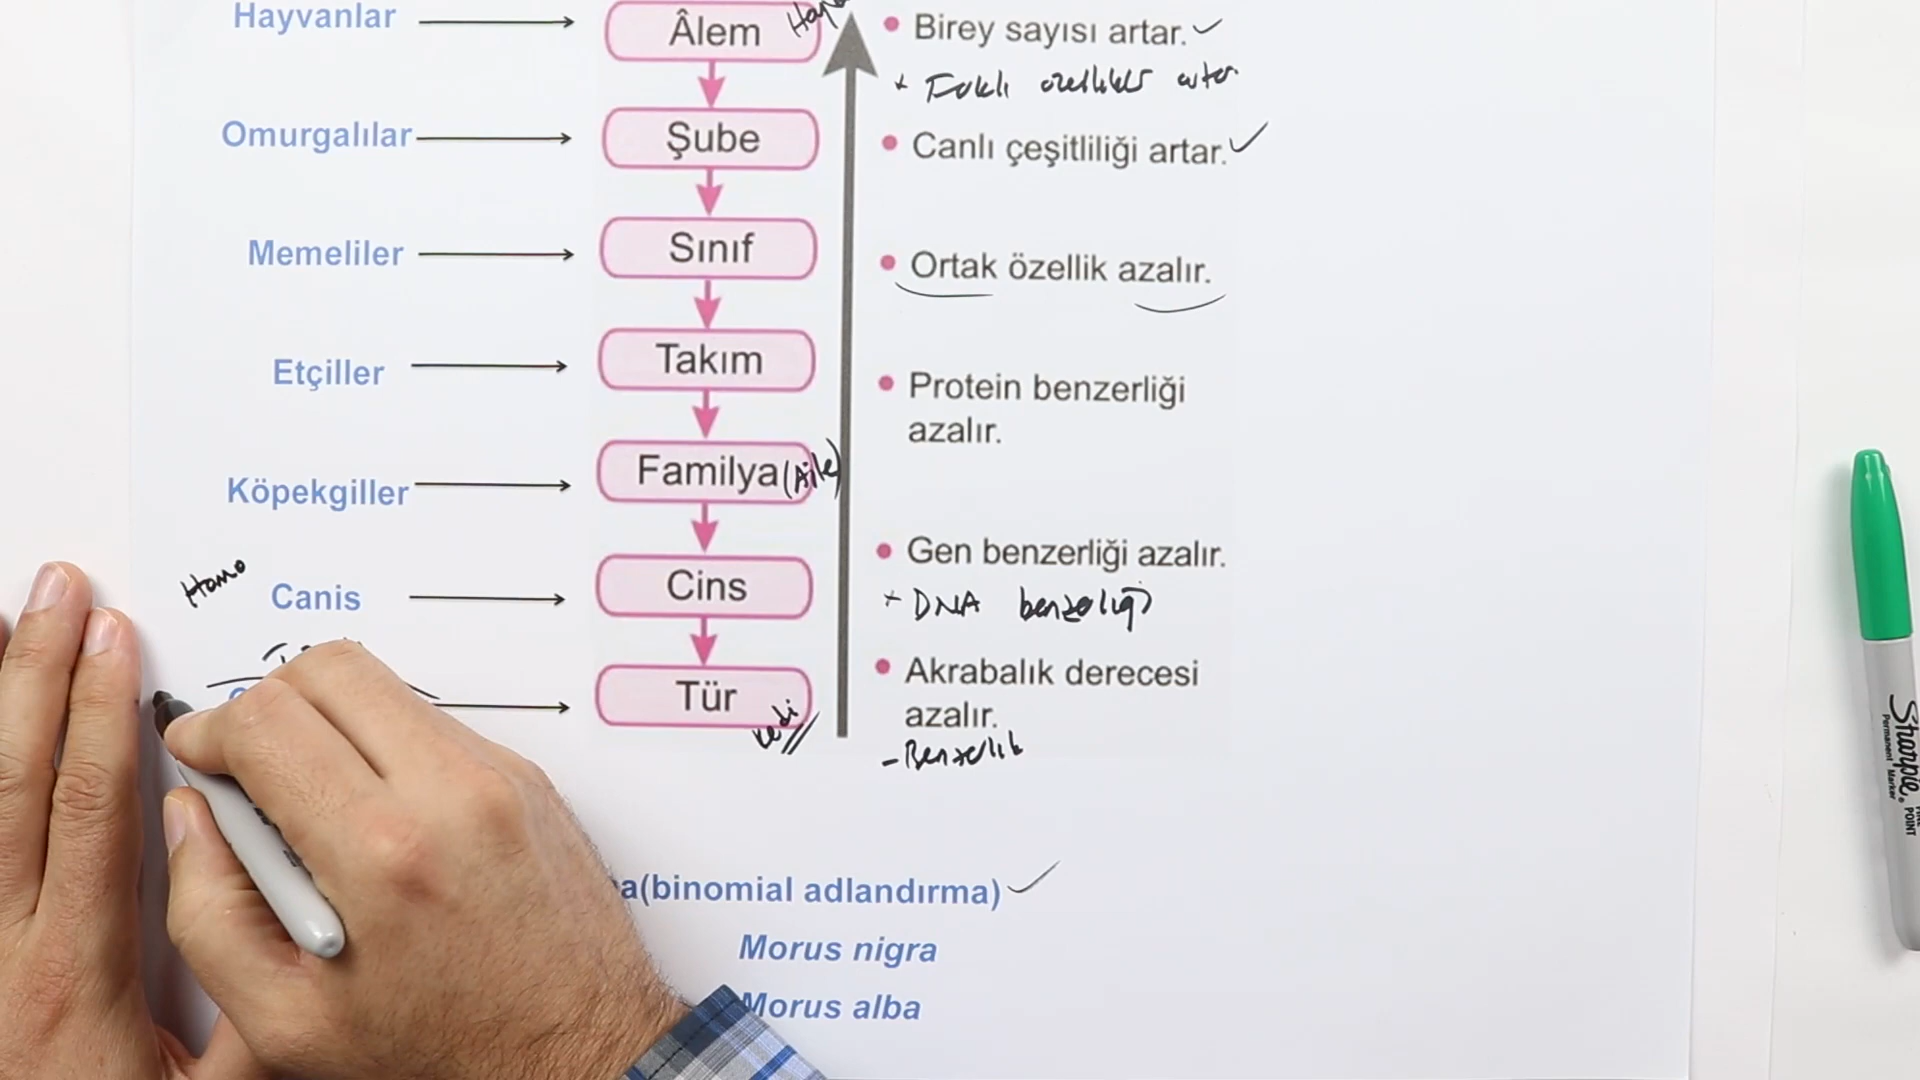 Hayvanlar
Âlem
Birey sayısı artar.
+ Farklı özellikler artar
Omurgalılar
Şube
Canlı çeşitliliği artar.
Memeliler
Sınıf
Ortak özellik azalır.
Etçiller
Takım
Protein benzerliği
azalır.
Köpekgiller
Familya (Aile)
Gen benzerliği azalır.
+ DNA benzerliği
Homo
Canis
Cins
Akrabalık derecesi
azalır.
- Benzerlik
Tür
Kedi
(binomial adlandırma)
Morus nigra
Morus alba
Sharpie
Permanent Marker
POINT